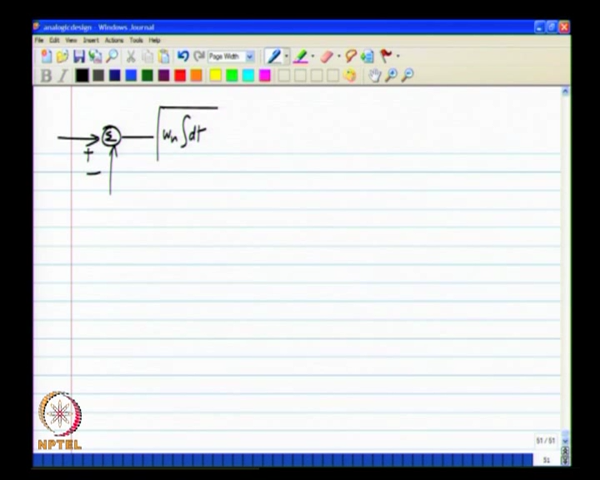 analogicdesign - Windows Journal
File Edit View Insert Actions Tools Help
Page Width
B I
Σ
ωn ∫dt
+
−
NPTEL
51 / 51
51